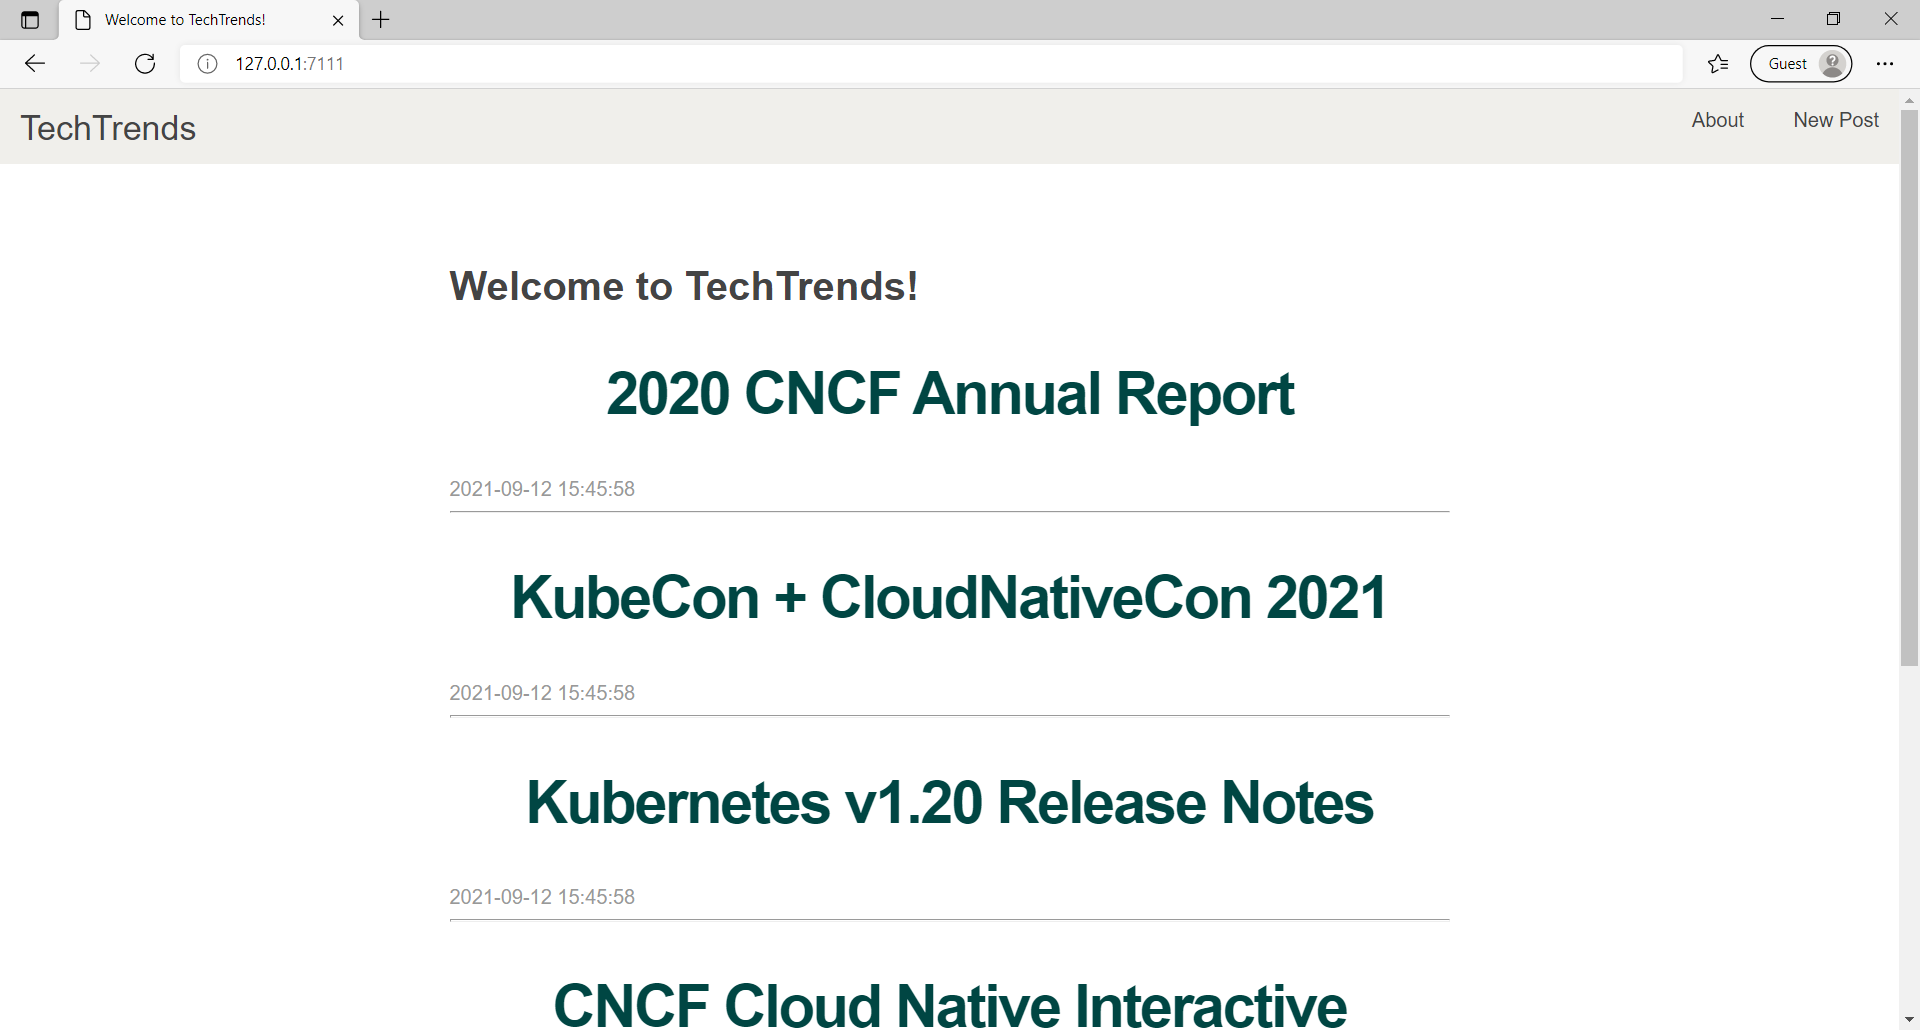 Welcome to TechTrends!
127.0.0.1:7111
Guest
TechTrends
About
New Post
Welcome to TechTrends!
2020 CNCF Annual Report
2021-09-12 15:45:58
KubeCon + CloudNativeCon 2021
2021-09-12 15:45:58
Kubernetes v1.20 Release Notes
2021-09-12 15:45:58
CNCF Cloud Native Interactive